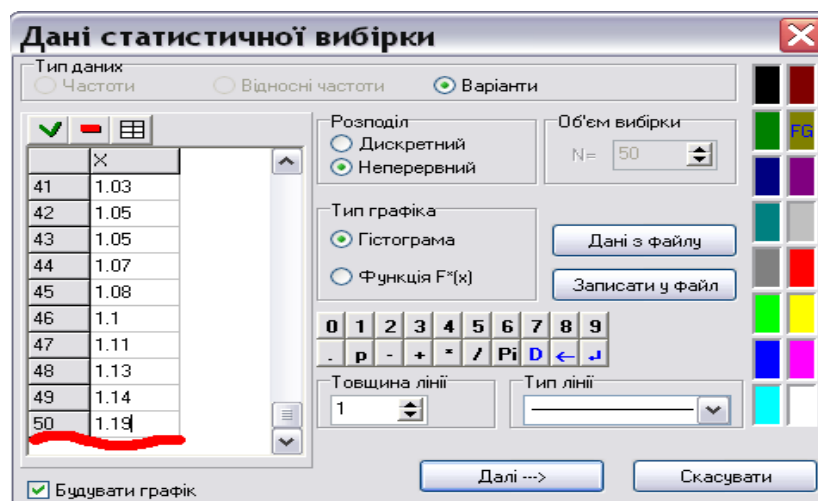 Дані статистичної вибірки
Тип даних
Частоти Відносні частоти Варіанти
X
41 1.03
42 1.05
43 1.05
44 1.07
45 1.08
46 1.1
47 1.11
48 1.13
49 1.14
50 1.19
Будувати графік
Розподіл
Дискретний
Неперервний
Об'єм вибірки
N= 50
Тип графіка
Гістограма
Функція F*(x)
Дані з файлу
Записати у файл
0 1 2 3 4 5 6 7 8 9
. p - + * / Pi D ← ↲
Товщина лінії
1
Тип лінії
Далі --->
Скасувати
FG